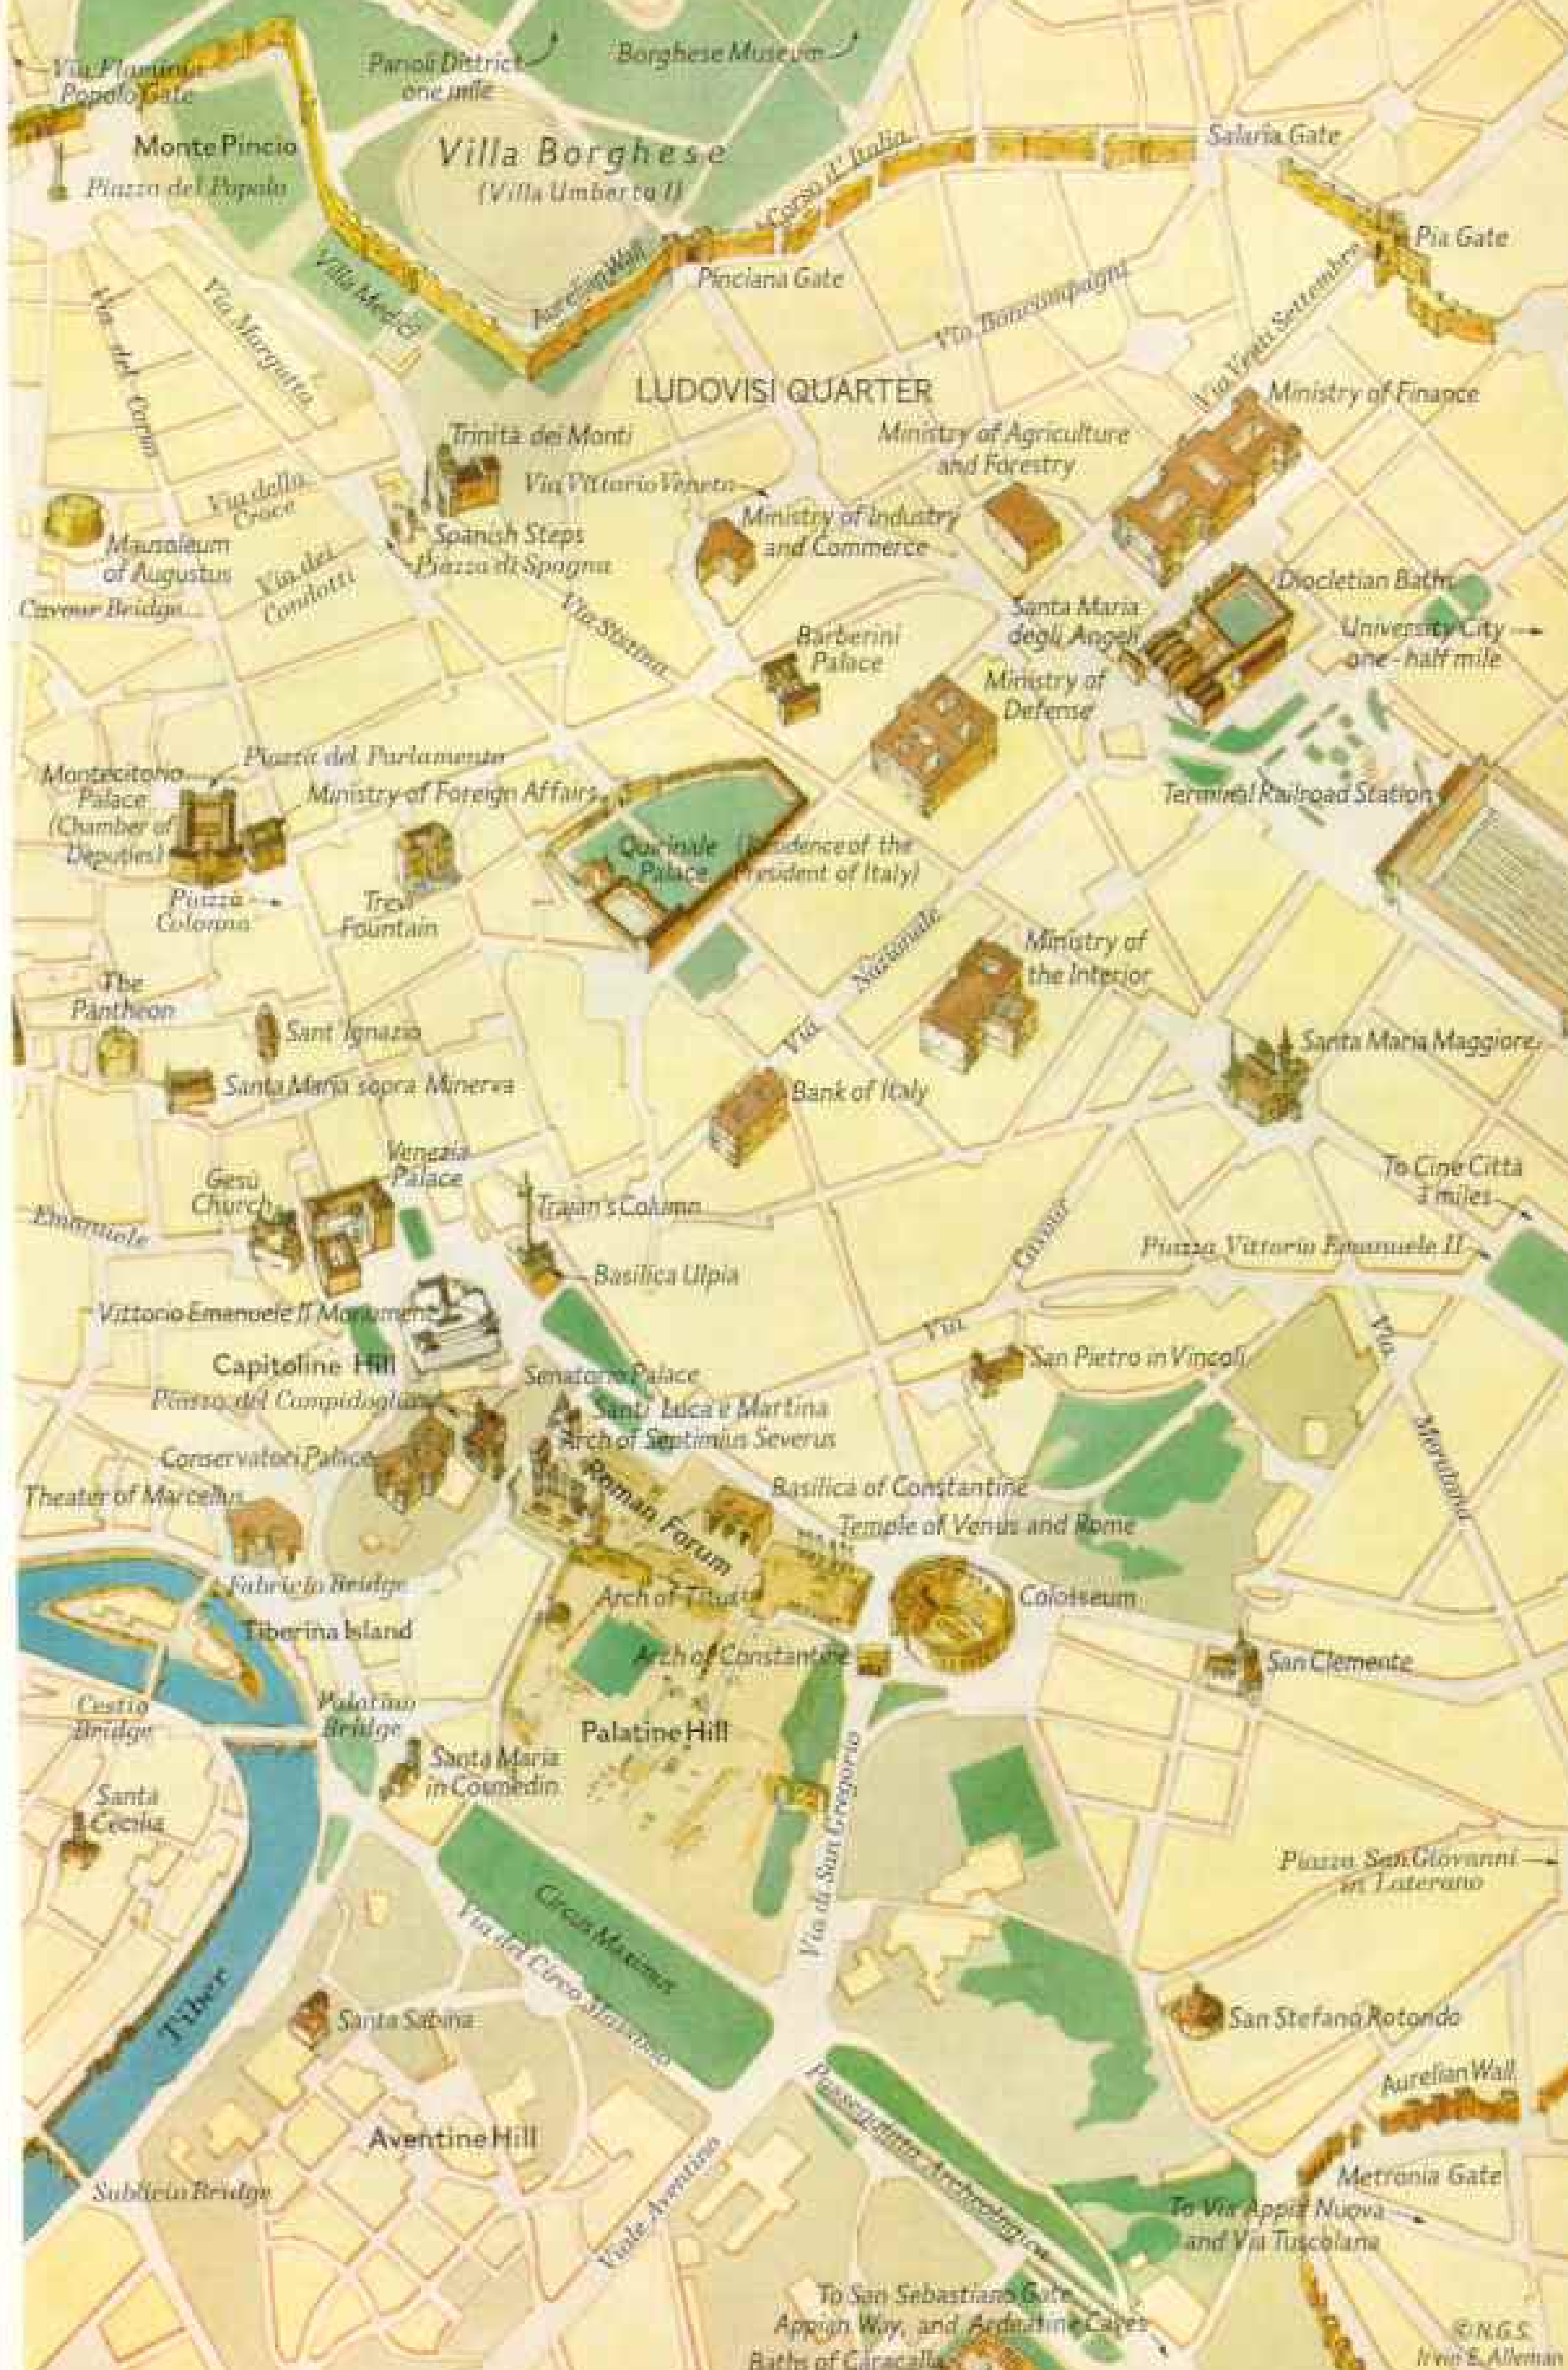 Via Flaminia
Popolo Gate
Parioli District
one mile
Borghese Museum
Monte Pincio
Piazza del Popolo
Villa Borghese
(Villa Umberto I)
Corso d'Italia
Salaria Gate
Pia Gate
Villa Medici
Aurelian Wall
Pinciana Gate
Via Boncompagni
Via Venti Settembre
Via del Corso
Via Margutta
LUDOVISI QUARTER
Ministry of Finance
Trinità dei Monti
Ministry of Agriculture
and Forestry
Via Vittorio Veneto
Via della
Croce
Mausoleum
of Augustus
Spanish Steps
Piazza di Spagna
Ministry of Industry
and Commerce
Via dei
Condotti
Cavour Bridge
Via Sistina
Diocletian Baths
Santa Maria
degli Angeli
University City
one-half mile
Barberini
Palace
Ministry of
Defense
Piazza del Parlamento
Montecitorio
Palace
(Chamber of
Deputies)
Ministry of Foreign Affairs
Terminal Railroad Station
Quirinale
Palace
(Residence of the
President of Italy)
Piazza
Colonna
Trevi
Fountain
Via Nazionale
Ministry of
the Interior
The
Pantheon
Sant' Ignazio
Santa Maria Maggiore
Santa Maria sopra Minerva
Bank of Italy
Venezia
Palace
Gesù
Church
Trajan's Column
To Cine Città
3 miles
Emanuele
Via Cavour
Piazza Vittorio Emanuele II
Basilica Ulpia
Vittorio Emanuele II Monument
Capitoline Hill
San Pietro in Vincoli
Via Merulana
Senatorio Palace
Piazza del Campidoglio
Santi Luca e Martina
Arch of Septimius Severus
Conservatori Palace
Roman Forum
Theater of Marcellus
Basilica of Constantine
Temple of Venus and Rome
Fabricio Bridge
Arch of Titus
Colosseum
Tiberina Island
Arch of Constantine
San Clemente
Cestio
Bridge
Palatino
Bridge
Palatine Hill
Santa Maria
in Cosmedin
Santa
Cecilia
Via di San Gregorio
Piazza San Giovanni
in Laterano
Circus Maximus
Via del Circo Massimo
Tiber
Santa Sabina
San Stefano Rotondo
Passeggiata Archeologica
Aurelian Wall
Aventine Hill
Metronia Gate
Sublicio Bridge
Viale Aventino
To Via Appia Nuova
and Via Tuscolana
To San Sebastiano Gate
Appian Way, and Ardeatine Caves
Baths of Caracalla
© N.G.S.
Irvin E. Alleman